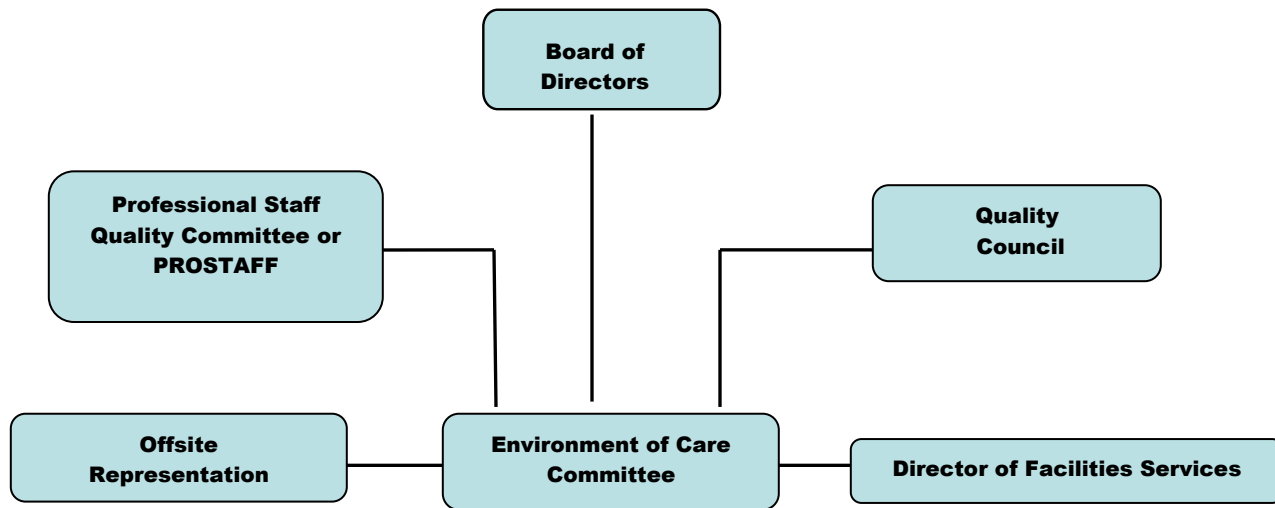 Board of
Directors
Professional Staff
Quality Committee or
PROSTAFF
Quality
Council
Offsite
Representation
Environment of Care
Committee
Director of Facilities Services